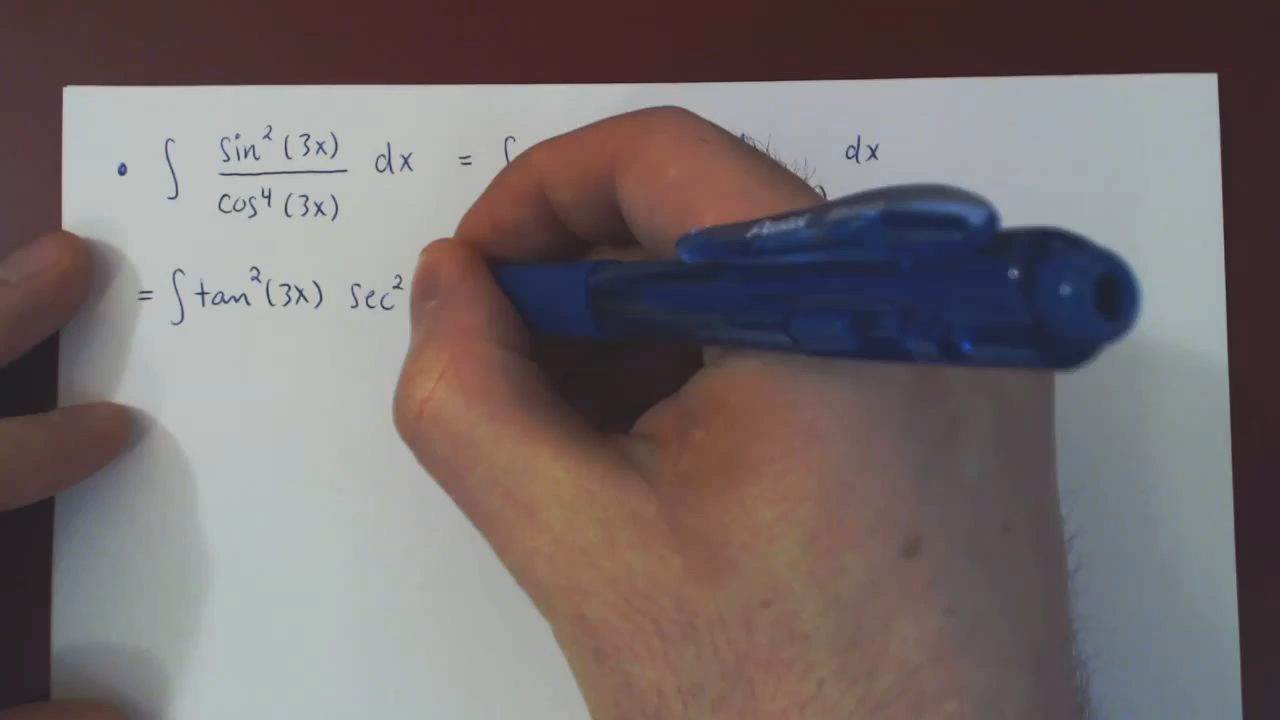 • ∫ sin²(3x) / cos⁴(3x) dx = ∫ dx
= ∫ tan²(3x) sec²